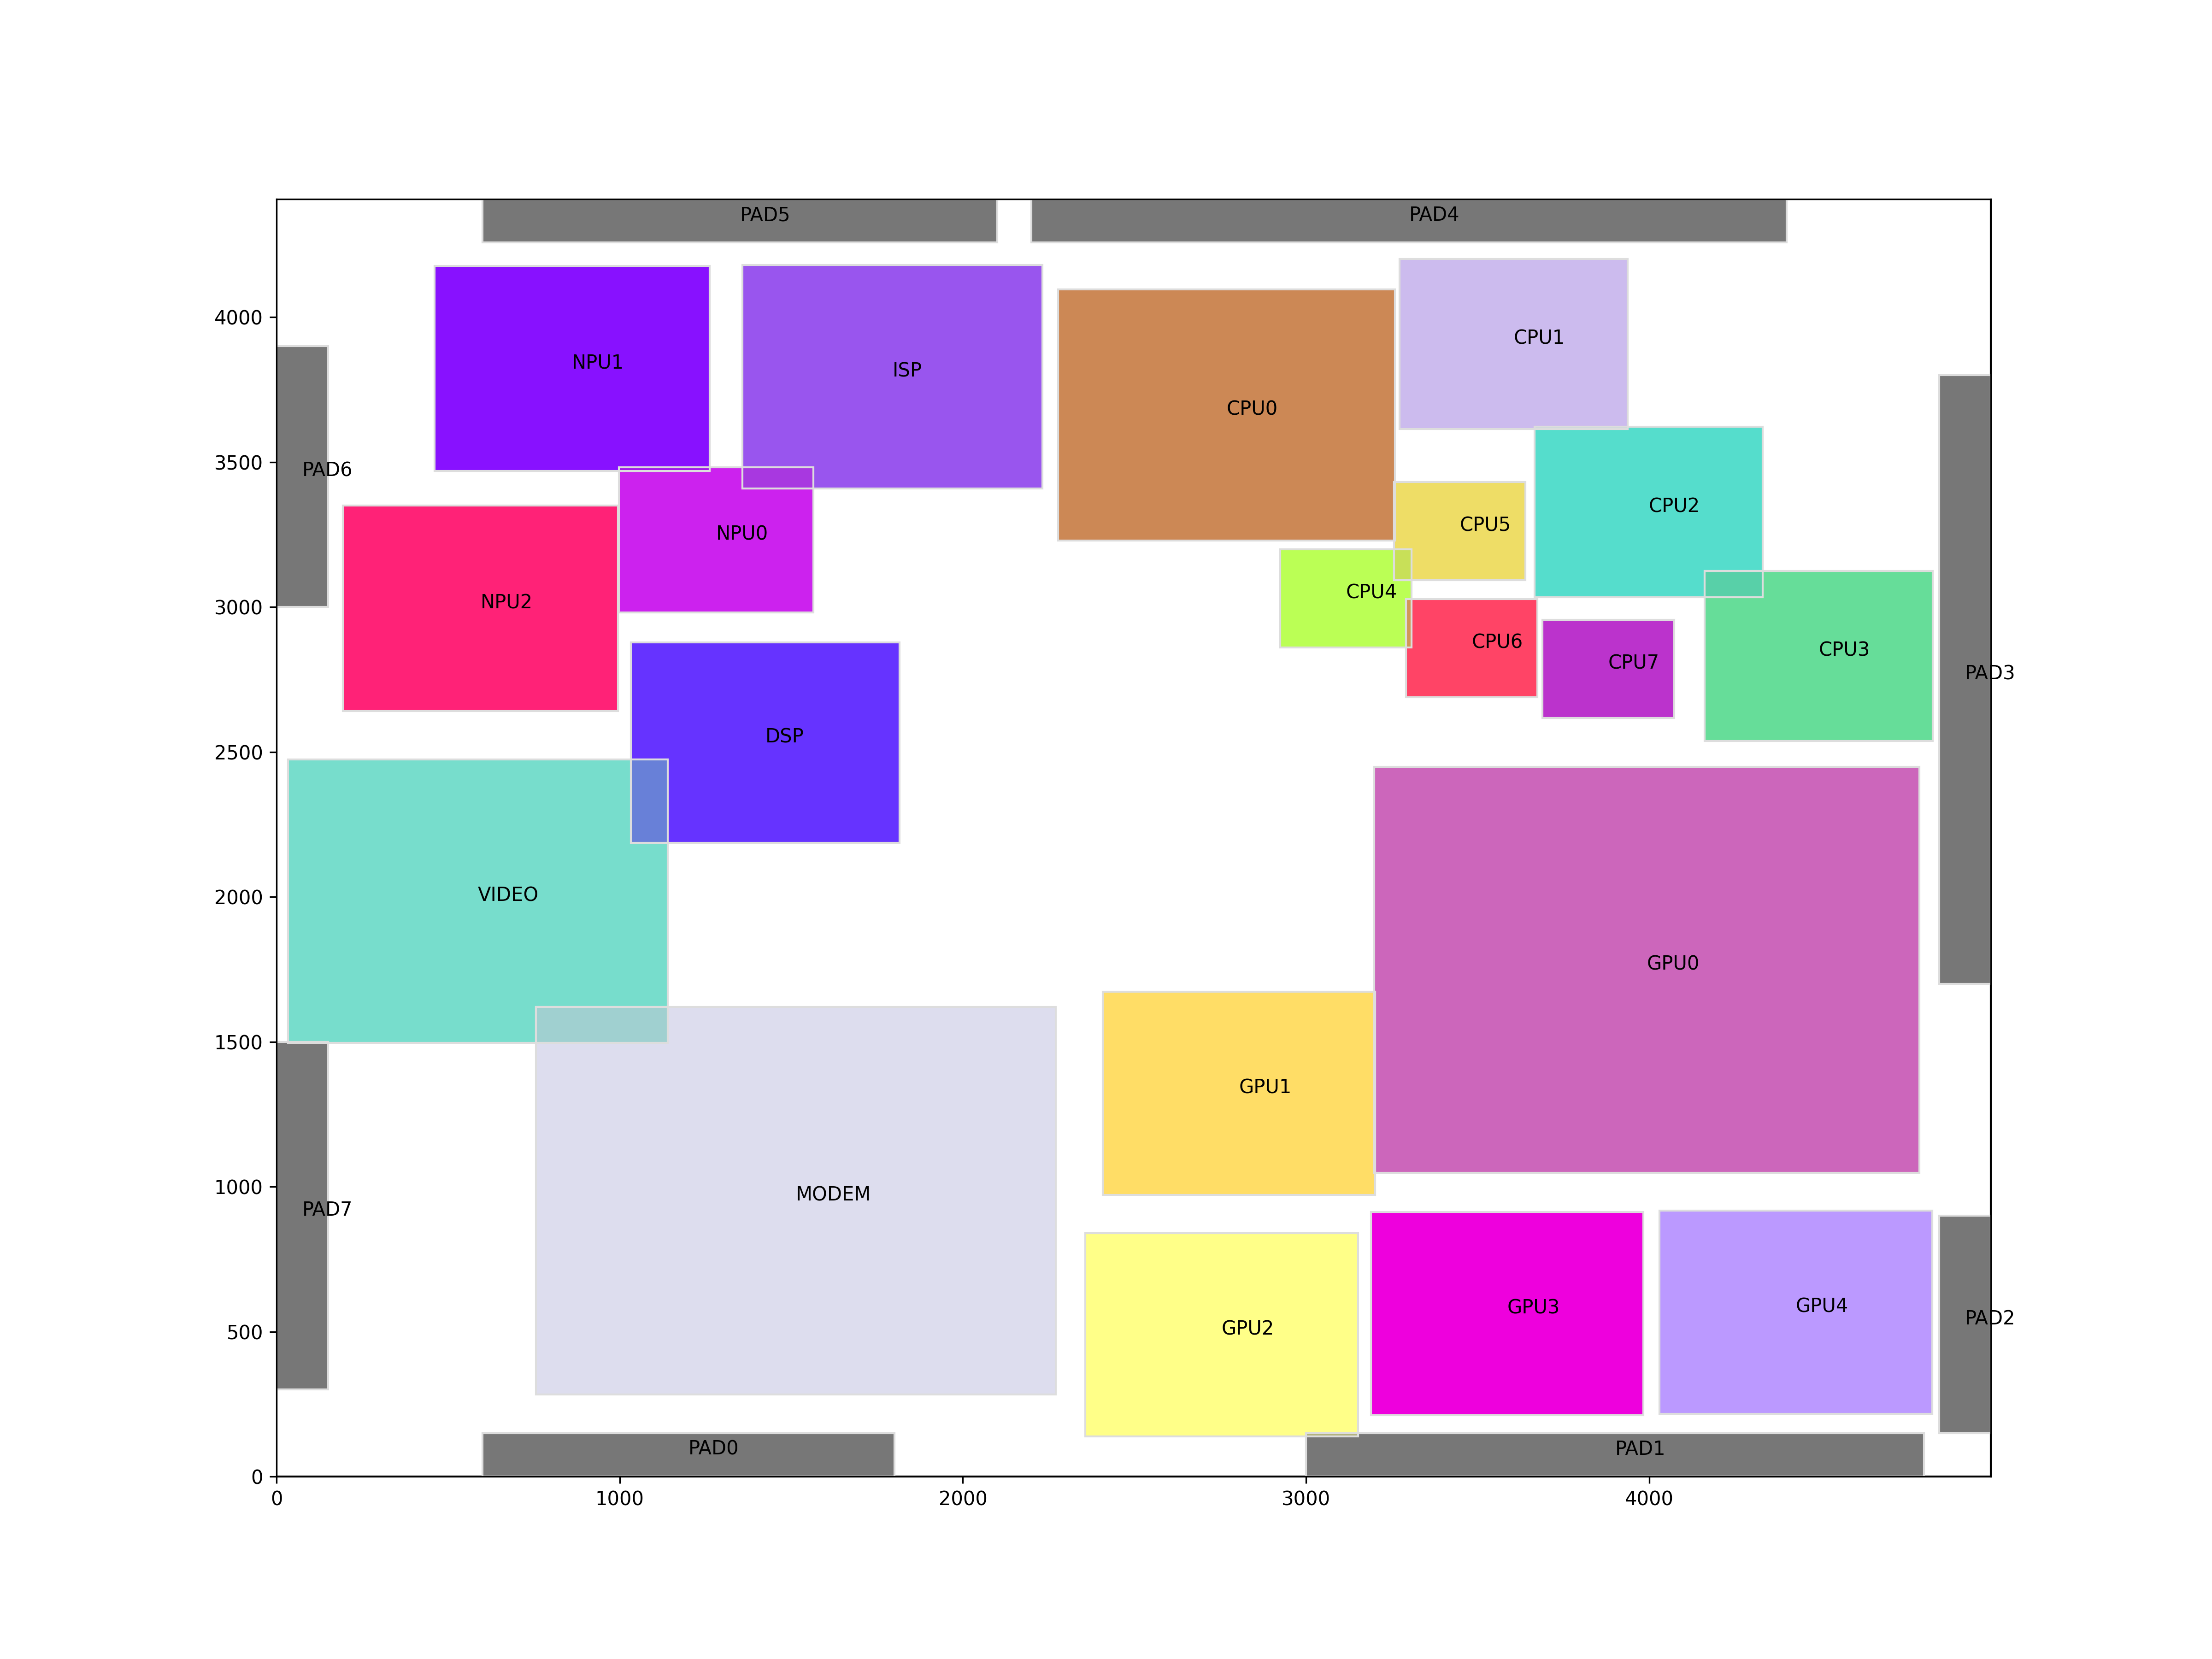 PAD5
PAD4
CPU1
NPU1
ISP
CPU0
4000
PAD6
3500
NPU0
CPU5
CPU2
NPU2
CPU4
3000
CPU6
CPU7
CPU3
PAD3
DSP
2500
VIDEO
2000
GPU0
1500
GPU1
MODEM
1000
PAD7
GPU3
GPU4
GPU2
PAD2
500
PAD0
PAD1
0
0 1000 2000 3000 4000